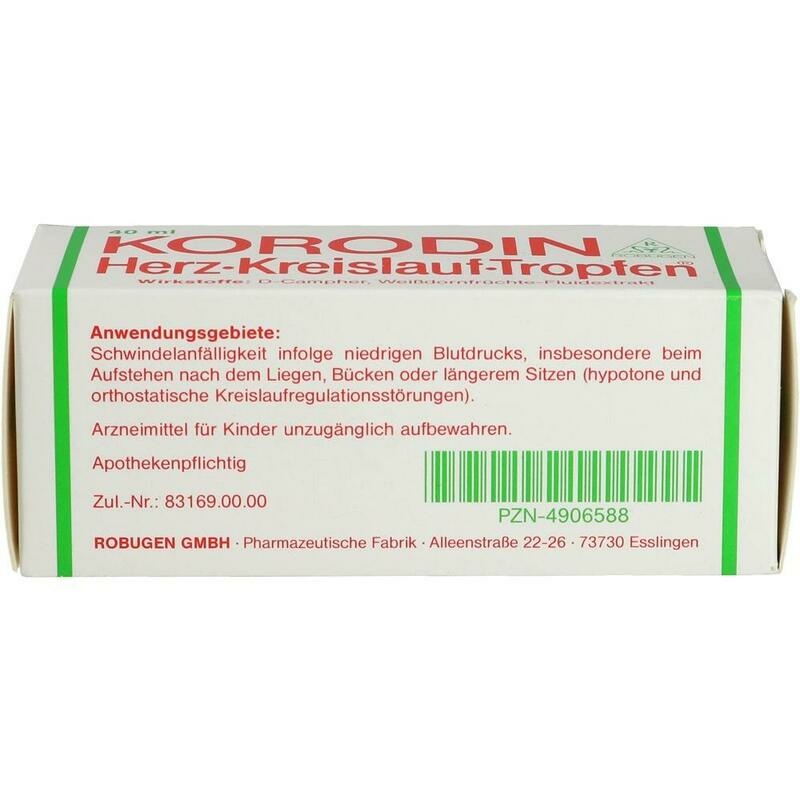 40 ml
KORODIN
Herz·Kreislauf·Tropfen®
Wirkstoffe: D-Campher, Weißdornfrüchte-Fluidextrakt
R
ROBUGEN
Anwendungsgebiete:
Schwindelanfälligkeit infolge niedrigen Blutdrucks, insbesondere beim
Aufstehen nach dem Liegen, Bücken oder längerem Sitzen (hypotone und
orthostatische Kreislaufregulationsstörungen).
Arzneimittel für Kinder unzugänglich aufbewahren.
Apothekenpflichtig
Zul.-Nr.: 83169.00.00
PZN-4906588
ROBUGEN GMBH · Pharmazeutische Fabrik · Alleenstraße 22-26 · 73730 Esslingen